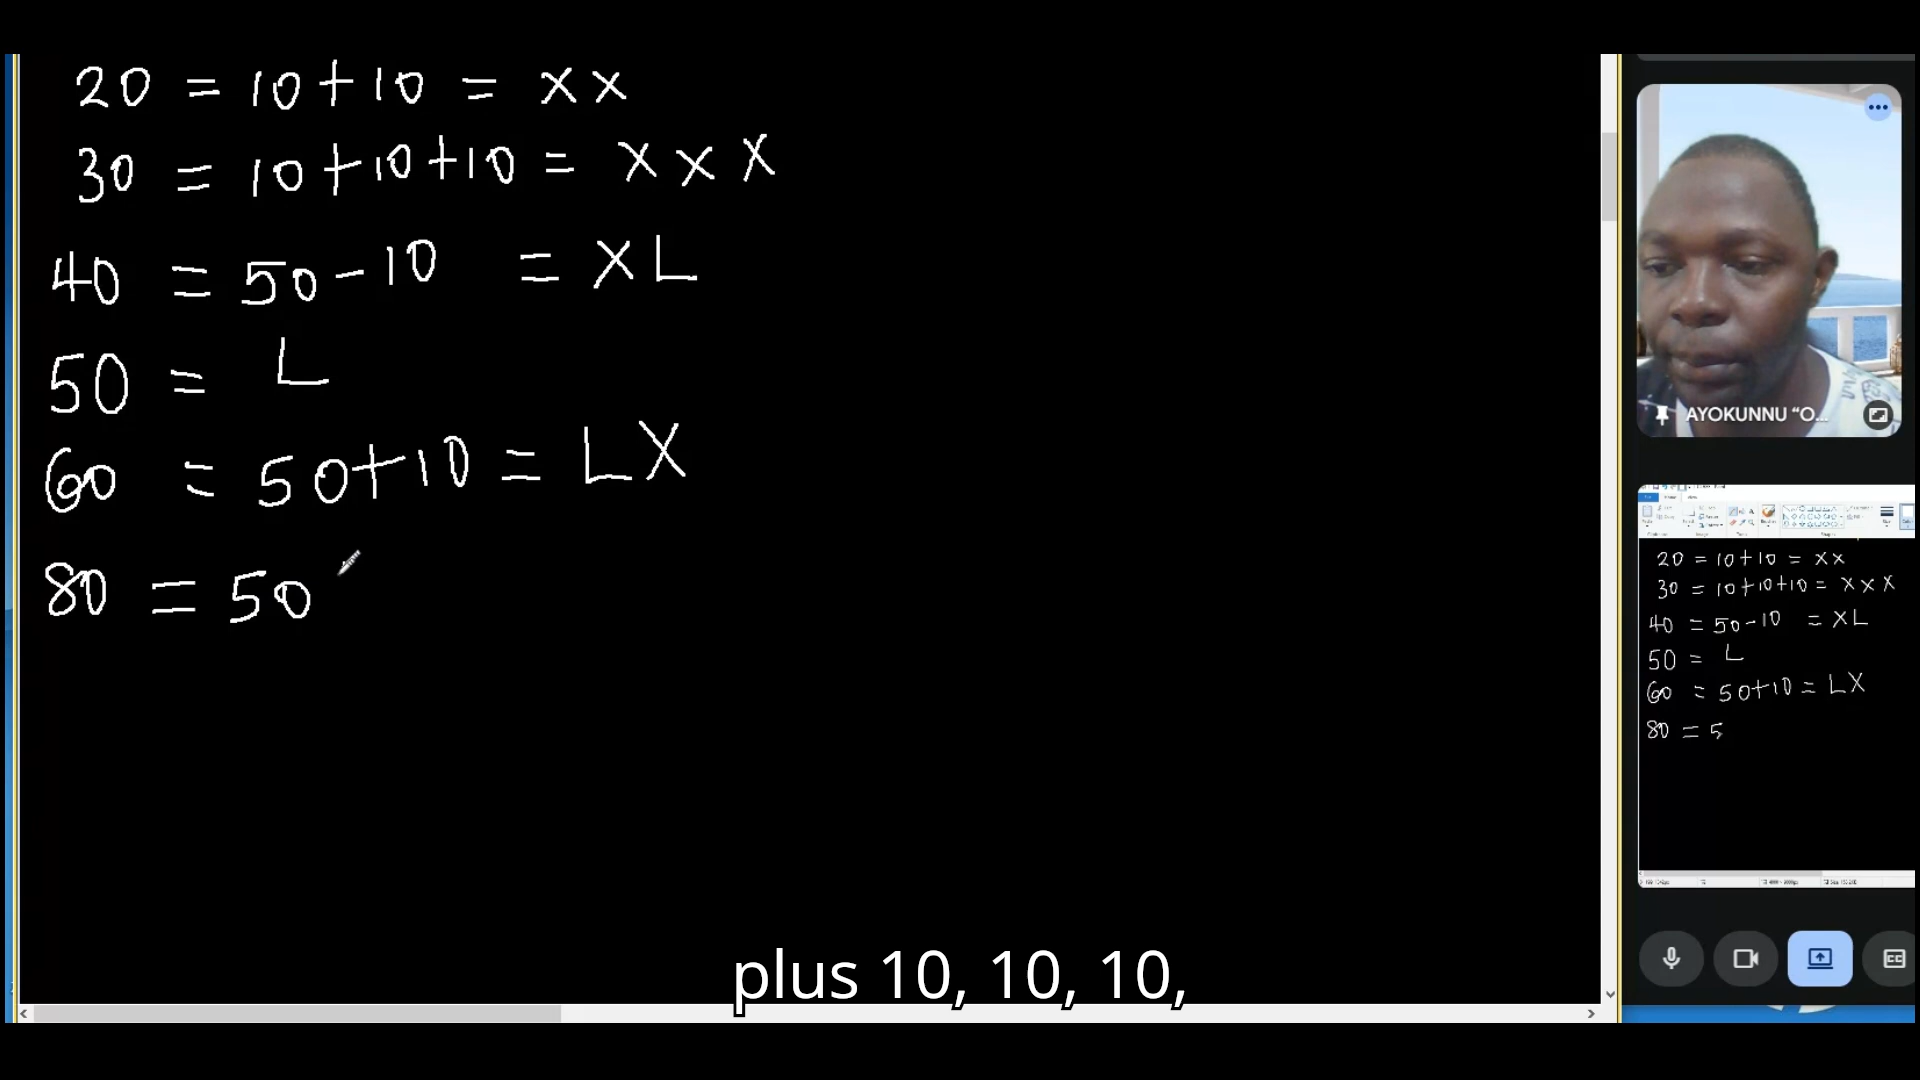 20 = 10+10 = XX
30 = 10+10+10 = XXX
40 = 50-10 = XL
50 = L
60 = 50+10 = LX
80 = 50
plus 10, 10, 10,
AYOKUNNU “O...
20 = 10+10 = XX
30 = 10+10+10 = XXX
40 = 50-10 = XL
50 = L
60 = 50+10 = LX
80 = 5
CC